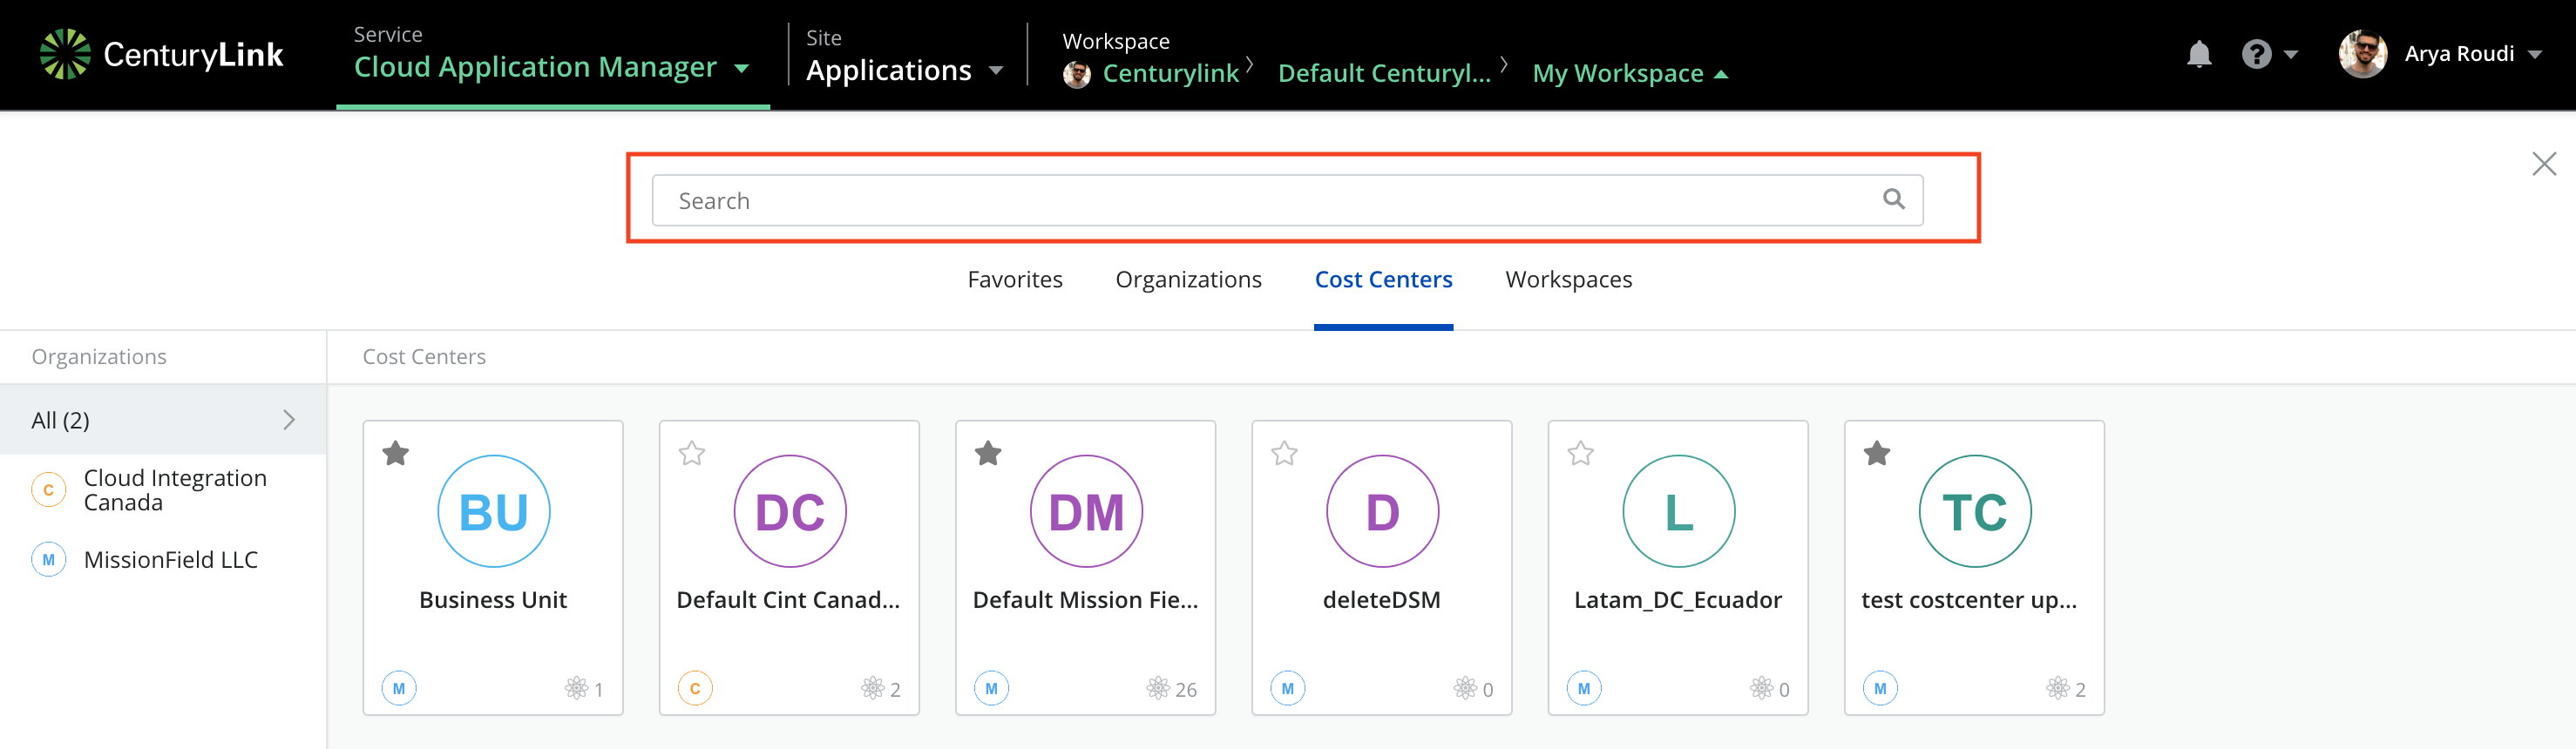 CenturyLink
Service
Cloud Application Manager
Site
Applications
Workspace
Centurylink
Default Centuryl...
My Workspace
?
Arya Roudi
Search
Favorites
Organizations
Cost Centers
Workspaces
Organizations
Cost Centers
All (2)
C
Cloud Integration
Canada
M
MissionField LLC
BU
Business Unit
M
1
DC
Default Cint Canad...
C
2
DM
Default Mission Fie...
M
26
D
deleteDSM
M
0
L
Latam_DC_Ecuador
M
0
TC
test costcenter up...
M
2